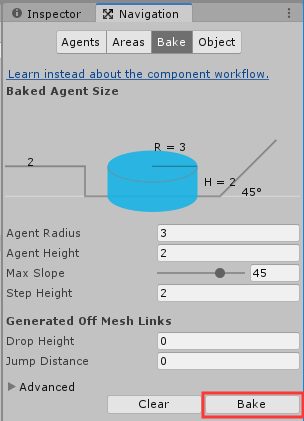 Inspector Navigation
Agents Areas Bake Object
Learn instead about the component workflow.
Baked Agent Size
R = 3
2
H = 2
45°
Agent Radius 3
Agent Height 2
Max Slope 45
Step Height 2
Generated Off Mesh Links
Drop Height 0
Jump Distance 0
Advanced
Clear Bake